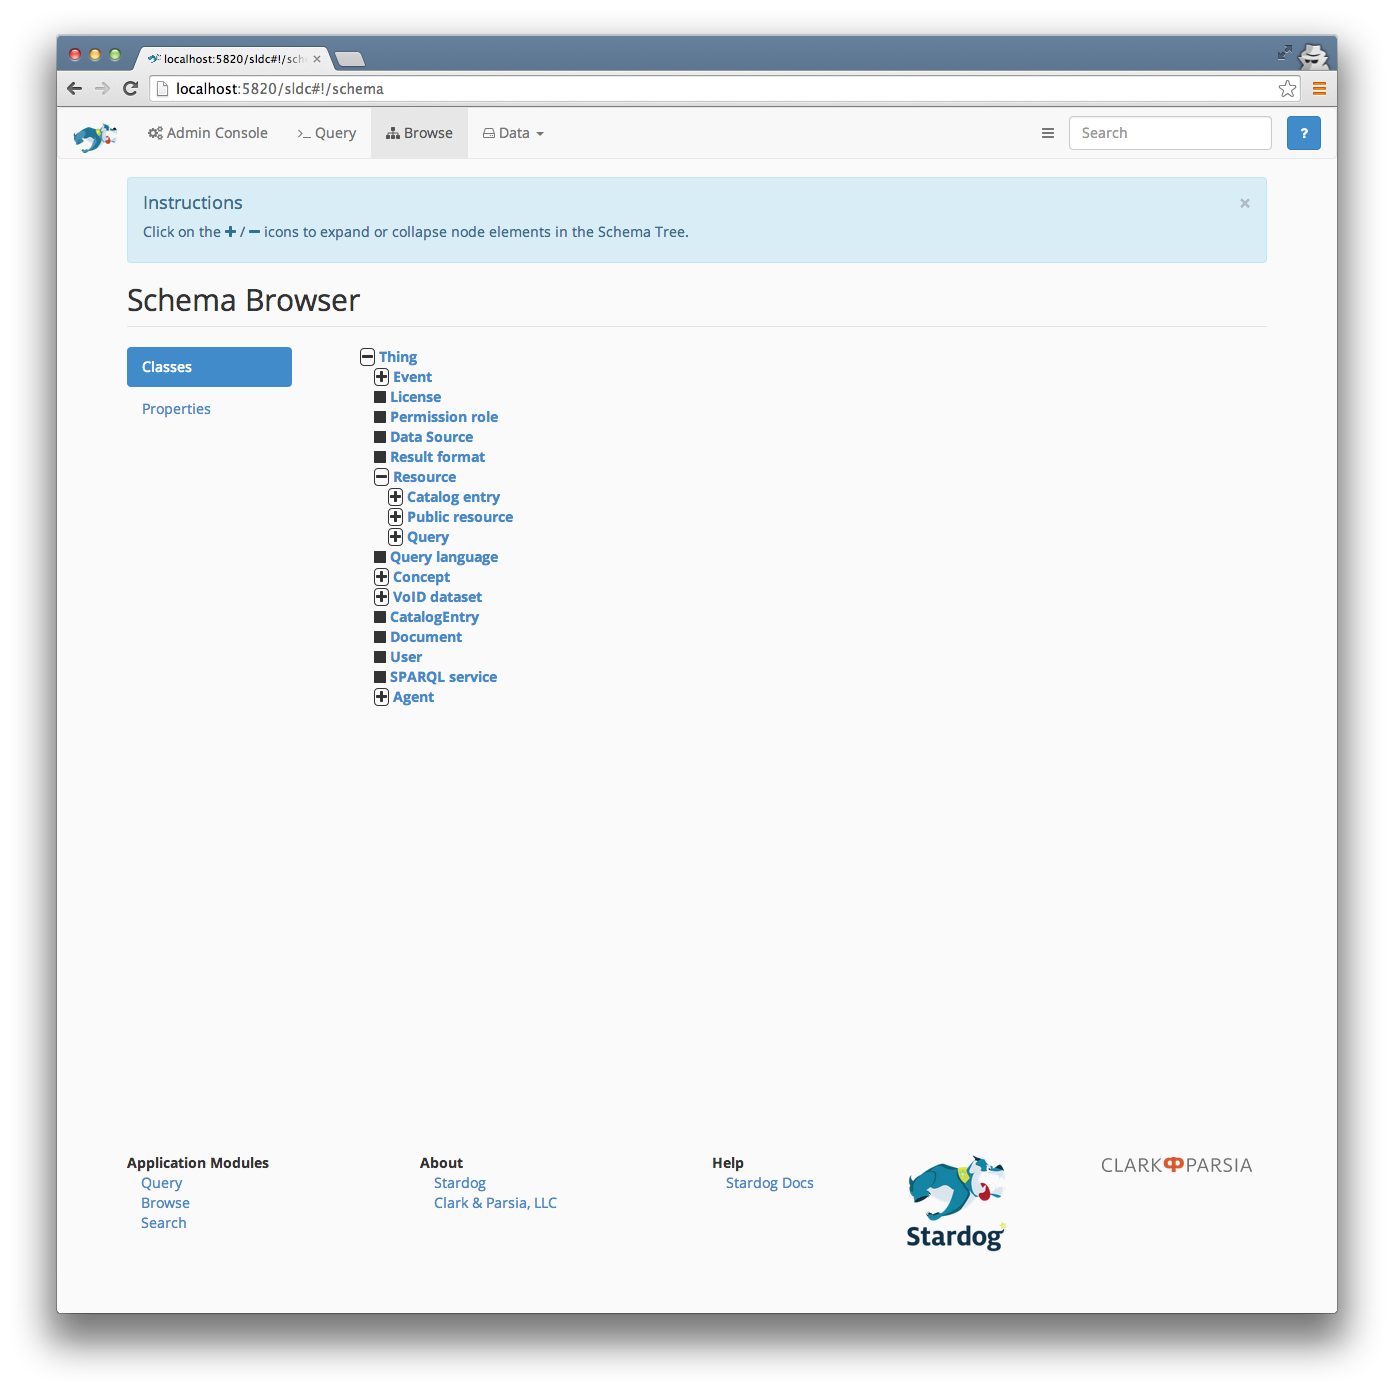 localhost:5820/sldc#!/sch
localhost:5820/sldc#!/schema
Admin Console Query Browse Data Search ?
Instructions
Click on the + / − icons to expand or collapse node elements in the Schema Tree.
Schema Browser
Classes
Properties
Thing
Event
License
Permission role
Data Source
Result format
Resource
Catalog entry
Public resource
Query
Query language
Concept
VoID dataset
CatalogEntry
Document
User
SPARQL service
Agent
Application Modules
Query
Browse
Search
About
Stardog
Clark & Parsia, LLC
Help
Stardog Docs
Stardog
CLARK PARSIA